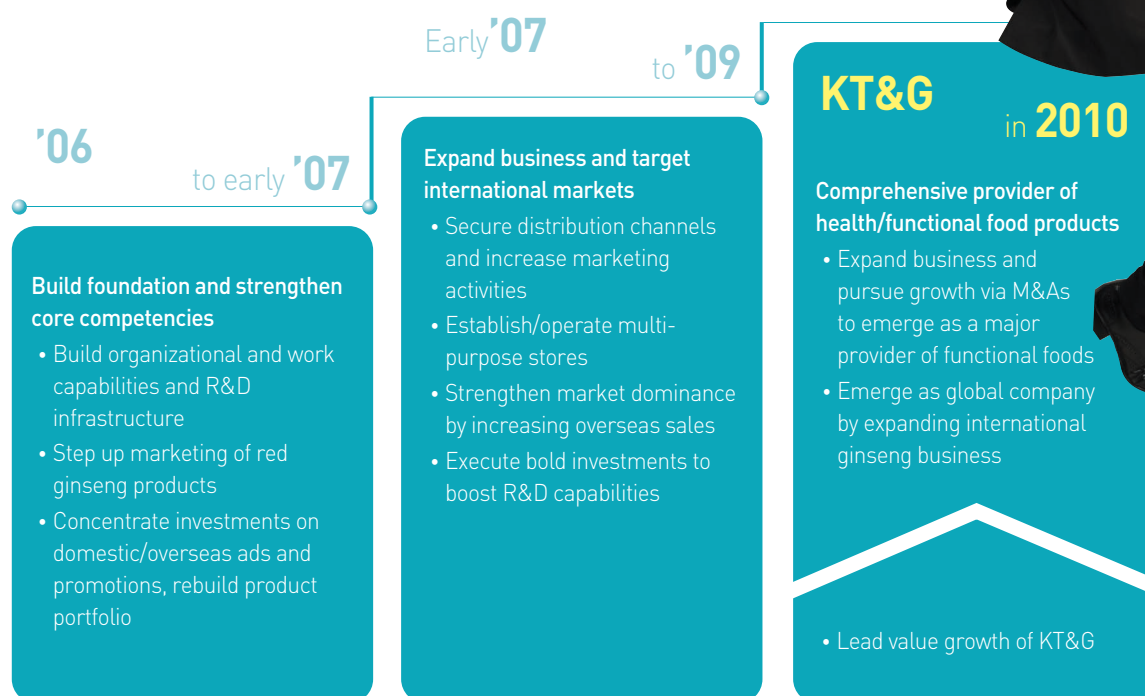 ’06
to early ’07
Build foundation and strengthen
core competencies
• Build organizational and work
capabilities and R&D
infrastructure
• Step up marketing of red
ginseng products
• Concentrate investments on
domestic/overseas ads and
promotions, rebuild product
portfolio
Early ’07
to ’09
Expand business and target
international markets
• Secure distribution channels
and increase marketing
activities
• Establish/operate multi-
purpose stores
• Strengthen market dominance
by increasing overseas sales
• Execute bold investments to
boost R&D capabilities
KT&G
in 2010
Comprehensive provider of
health/functional food products
• Expand business and
pursue growth via M&As
to emerge as a major
provider of functional foods
• Emerge as global company
by expanding international
ginseng business
• Lead value growth of KT&G